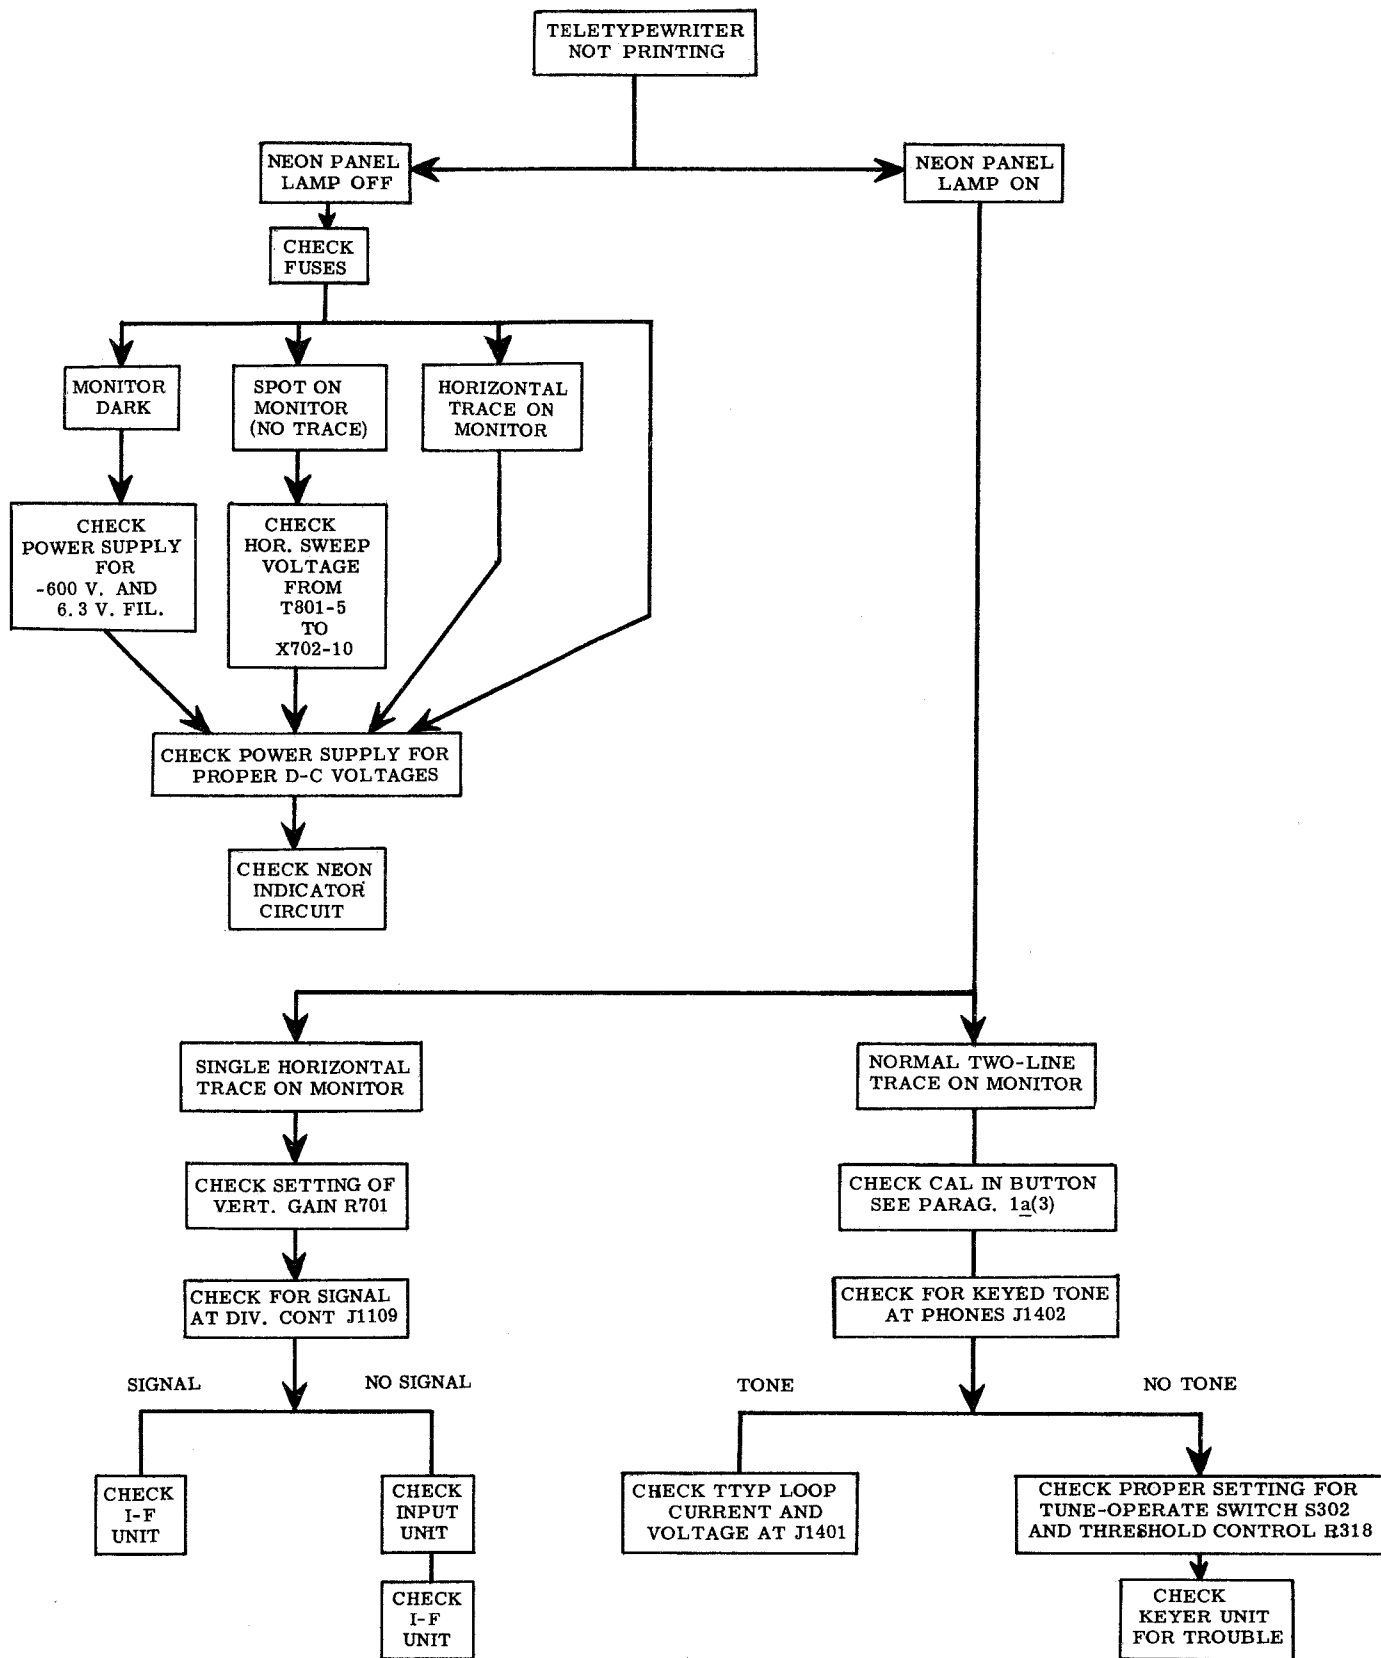 TELETYPEWRITER
NOT PRINTING
NEON PANEL
LAMP OFF
NEON PANEL
LAMP ON
CHECK
FUSES
MONITOR
DARK
SPOT ON
MONITOR
(NO TRACE)
HORIZONTAL
TRACE ON
MONITOR
CHECK
POWER SUPPLY
FOR
-600 V. AND
6.3 V. FIL.
CHECK
HOR. SWEEP
VOLTAGE
FROM
T801-5
TO
X702-10
CHECK POWER SUPPLY FOR
PROPER D-C VOLTAGES
CHECK NEON
INDICATOR
CIRCUIT
SINGLE HORIZONTAL
TRACE ON MONITOR
NORMAL TWO-LINE
TRACE ON MONITOR
CHECK SETTING OF
VERT. GAIN R701
CHECK CAL IN BUTTON
SEE PARAG. 1a(3)
CHECK FOR SIGNAL
AT DIV. CONT J1109
CHECK FOR KEYED TONE
AT PHONES J1402
SIGNAL
NO SIGNAL
TONE
NO TONE
CHECK
I-F
UNIT
CHECK
INPUT
UNIT
CHECK TTYP LOOP
CURRENT AND
VOLTAGE AT J1401
CHECK PROPER SETTING FOR
TUNE-OPERATE SWITCH S302
AND THRESHOLD CONTROL R318
CHECK
I-F
UNIT
CHECK
KEYER UNIT
FOR TROUBLE